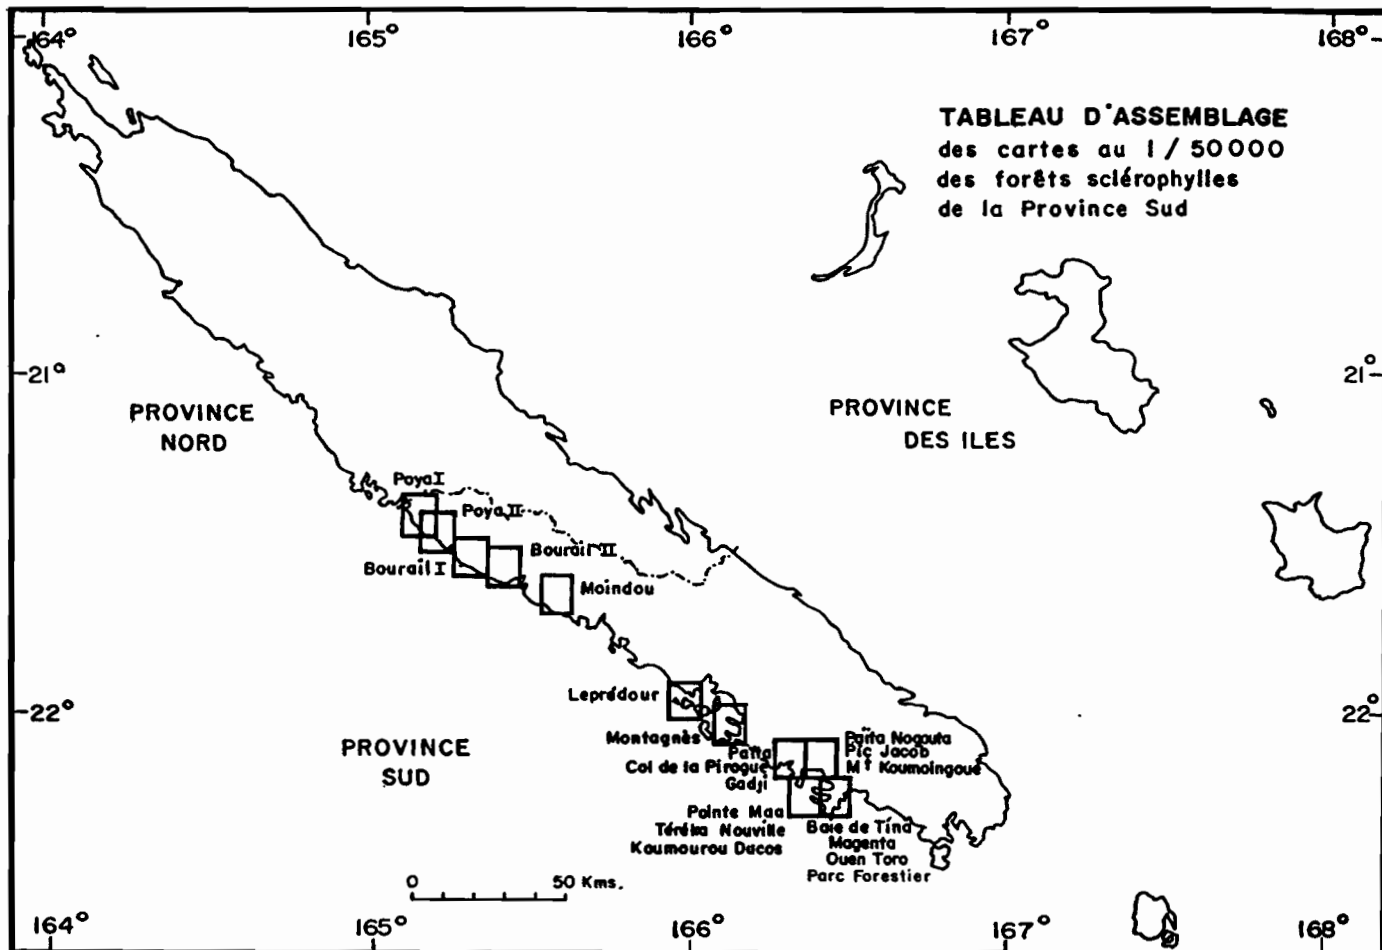 164°
165°
166°
167°
168°
TABLEAU D'ASSEMBLAGE
des cartes au 1/50000
des forêts sclérophylles
de la Province Sud
21°
21°
PROVINCE
NORD
PROVINCE
DES ILES
Poya I
Poya II
Bourail I
Bourail II
Moindou
Leprédour
22°
22°
Montagnès
PROVINCE
SUD
Païta
Col de la Pirogue
Gadji
Païta Nogouta
Pic Jacob
Mt Koumoingoué
Pointe Maa
Téréka Nouville
Koumourou Ducos
Baie de Tina
Magenta
Ouen Toro
Parc Forestier
0 50 Kms.
164°
165°
166°
167°
168°